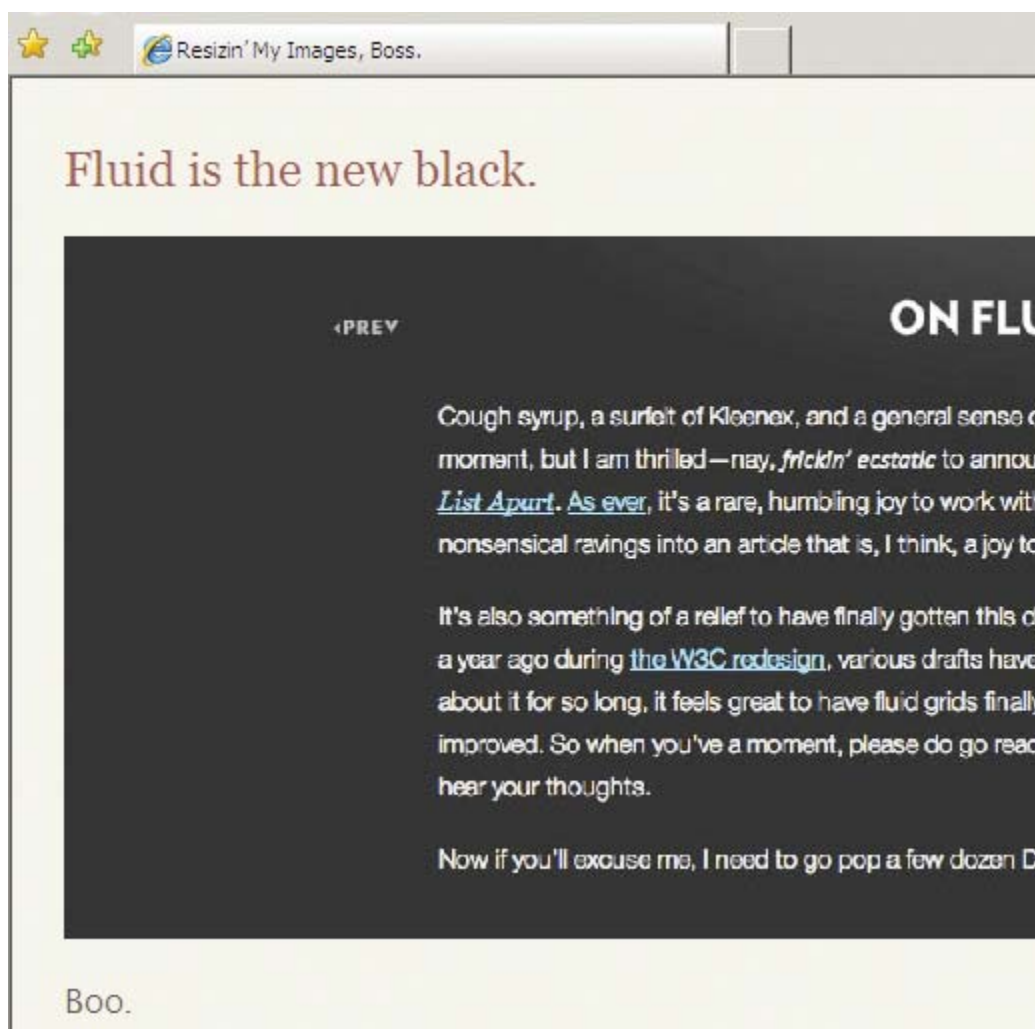 Resizin' My Images, Boss.
Fluid is the new black.
‹PREV
ON FLU
Cough syrup, a surfeit of Kleenex, and a general sense
moment, but I am thrilled—nay, frickin' ecstatic to annou
List Apart. As ever, it's a rare, humbling joy to work wit
nonsensical ravings into an article that is, I think, a joy to
It's also something of a relief to have finally gotten this d
a year ago during the W3C redesign, various drafts have
about it for so long, it feels great to have fluid grids finally
improved. So when you've a moment, please do go read
hear your thoughts.
Now if you'll excuse me, I need to go pop a few dozen D
Boo.